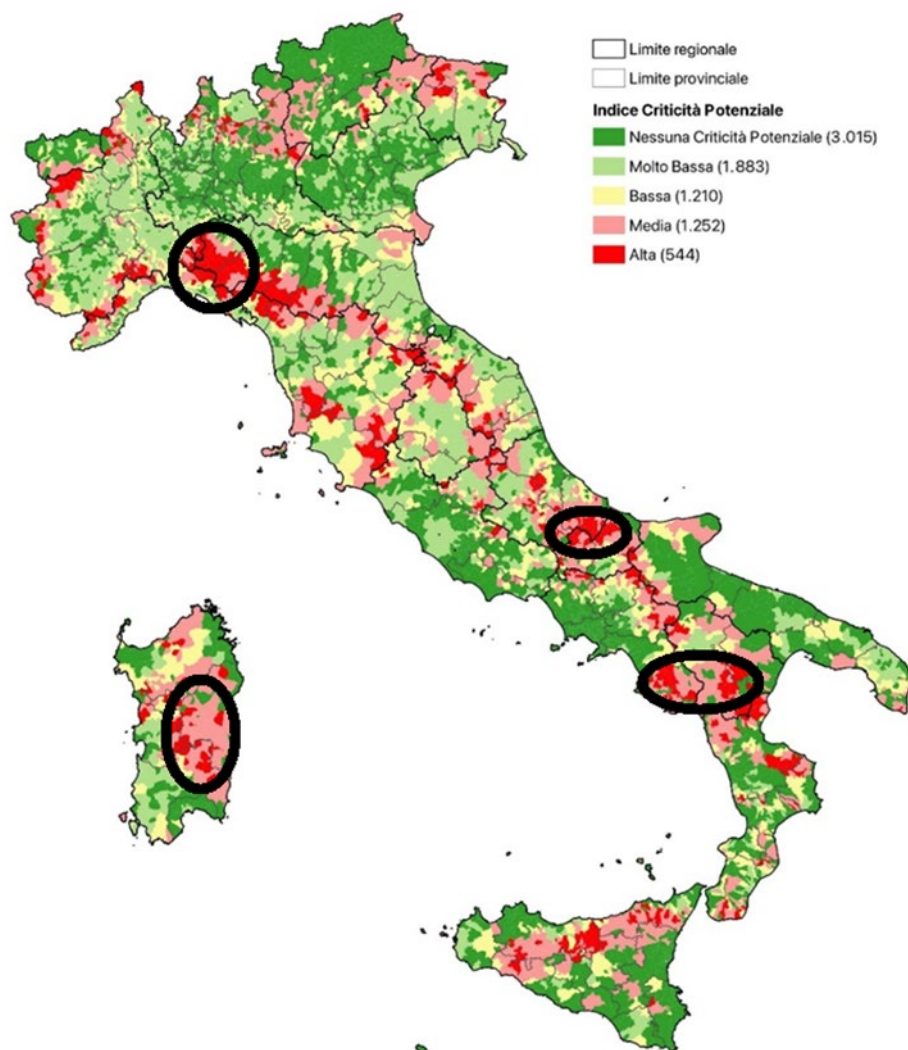 Limite regionale
Limite provinciale
Indice Criticità Potenziale
Nessuna Criticità Potenziale (3.015)
Molto Bassa (1.883)
Bassa (1.210)
Media (1.252)
Alta (544)